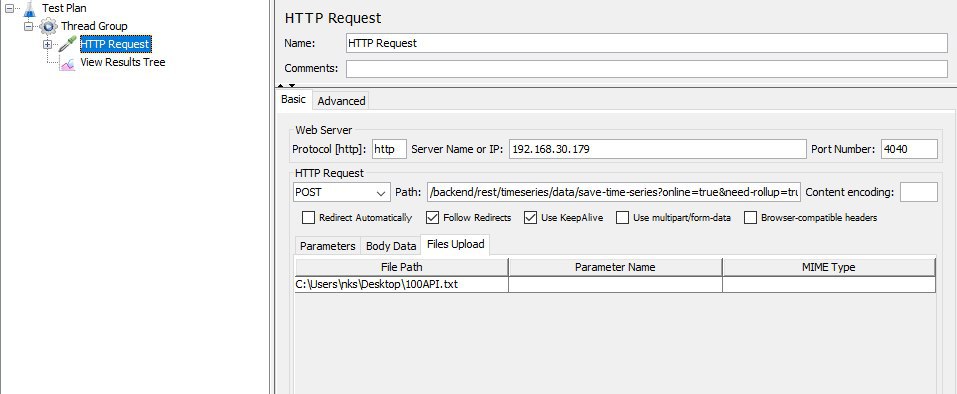 Test Plan
Thread Group
HTTP Request
View Results Tree
HTTP Request
Name: HTTP Request
Comments:
Basic Advanced
Web Server
Protocol [http]: http Server Name or IP: 192.168.30.179 Port Number: 4040
HTTP Request
POST Path: /backend/rest/timeseries/data/save-time-series?online=true&need-rollup=tru Content encoding:
Redirect Automatically Follow Redirects Use KeepAlive Use multipart/form-data Browser-compatible headers
Parameters Body Data Files Upload
File Path Parameter Name MIME Type
C:\Users\nks\Desktop\100API.txt